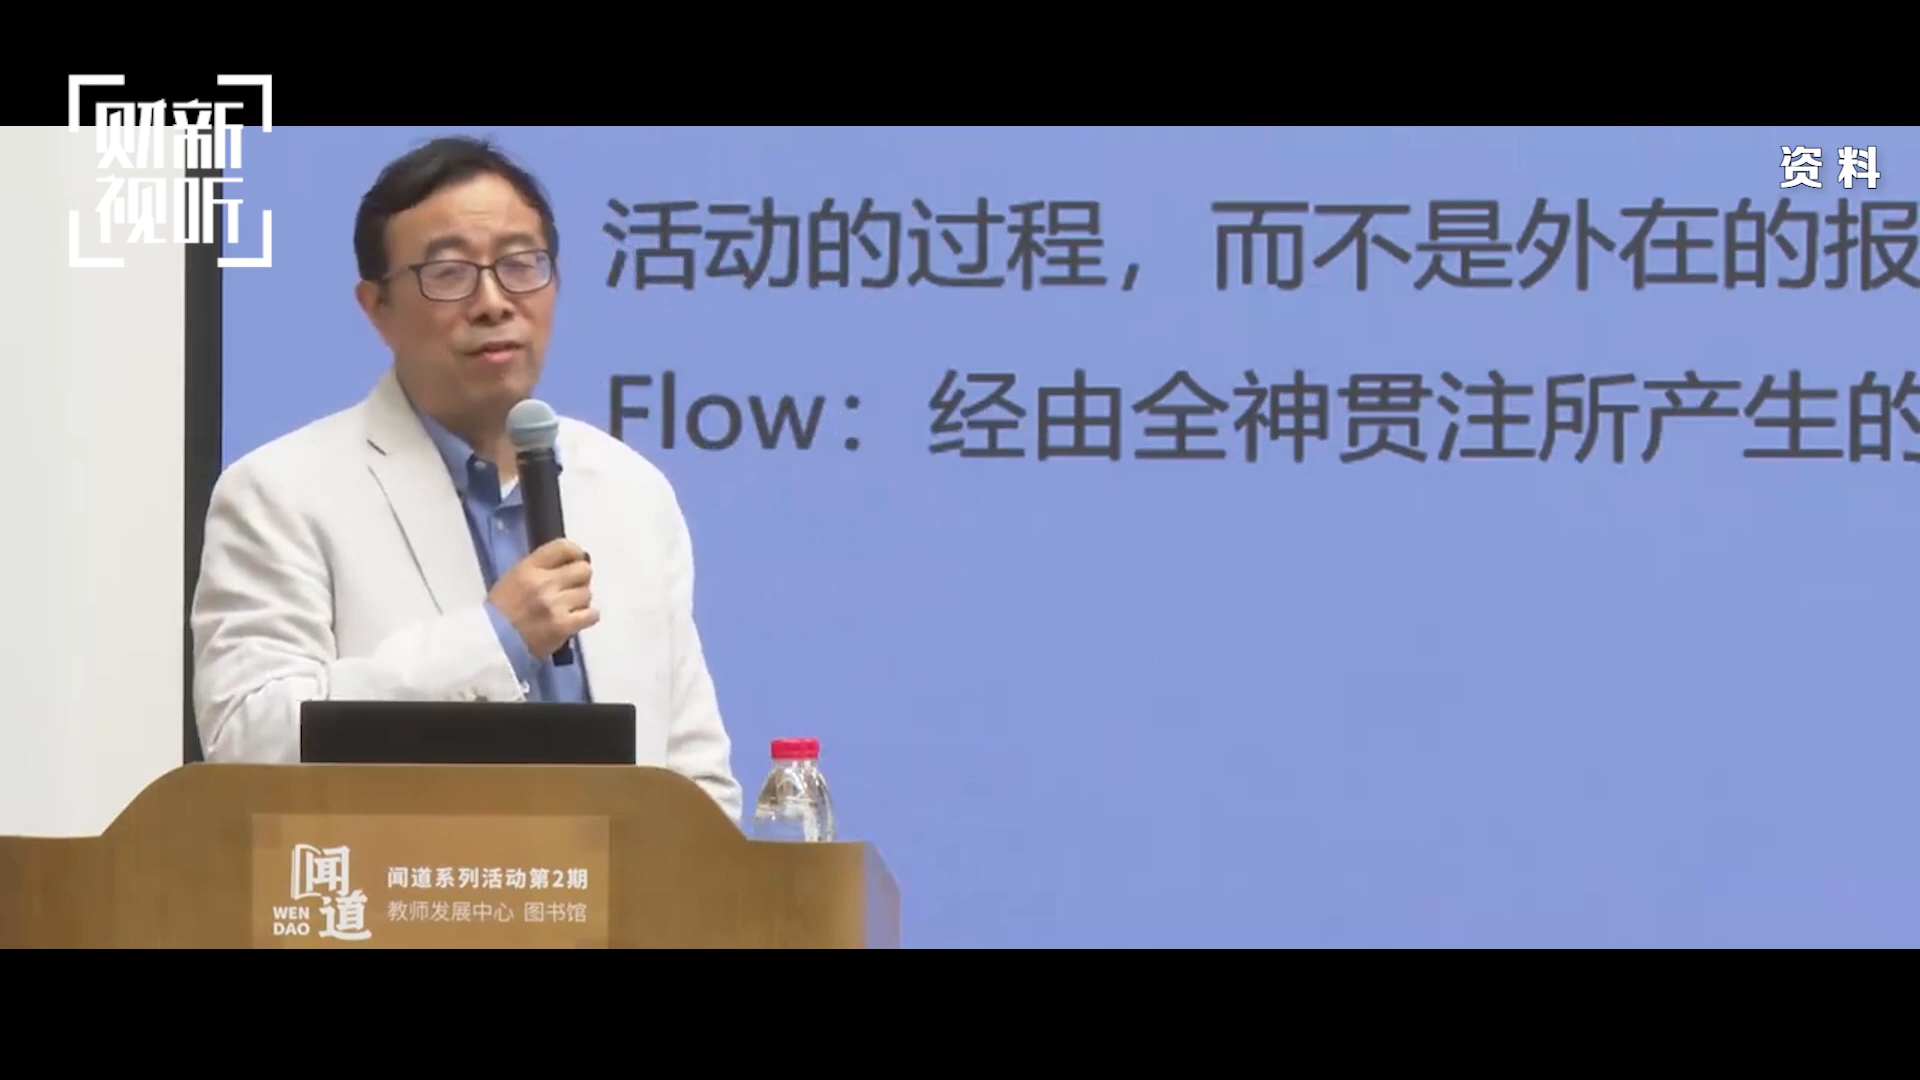 财新
视听
资料
活动的过程，而不是外在的报
Flow：经由全神贯注所产生的
闻道
WEN
DAO
闻道系列活动第2期
教师发展中心 图书馆